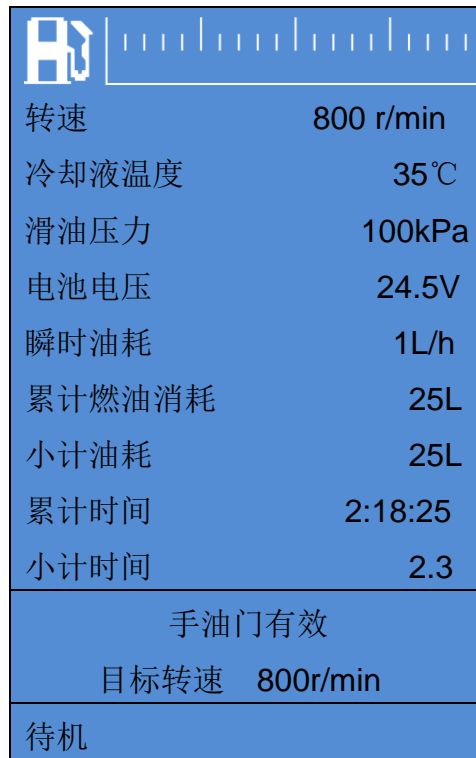 转速 800 r/min
冷却液温度 35℃
滑油压力 100kPa
电池电压 24.5V
瞬时油耗 1L/h
累计燃油消耗 25L
小计油耗 25L
累计时间 2:18:25
小计时间 2.3
手油门有效
目标转速 800r/min
待机